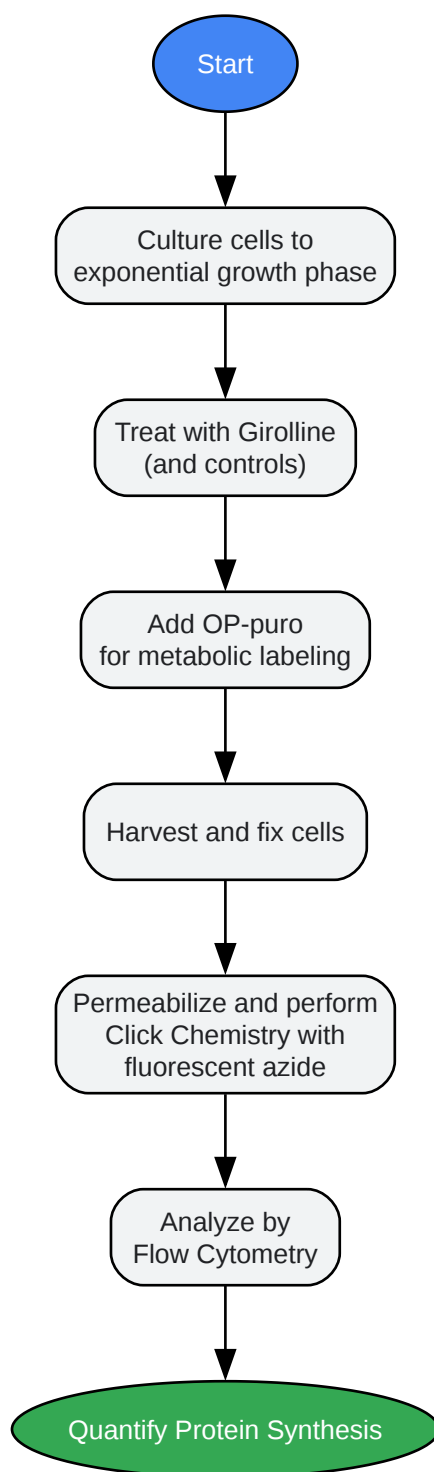 Start
Culture cells to
exponential growth phase
Treat with Girolline
(and controls)
Add OP-puro
for metabolic labeling
Harvest and fix cells
Permeabilize and perform
Click Chemistry with
fluorescent azide
Analyze by
Flow Cytometry
Quantify Protein Synthesis